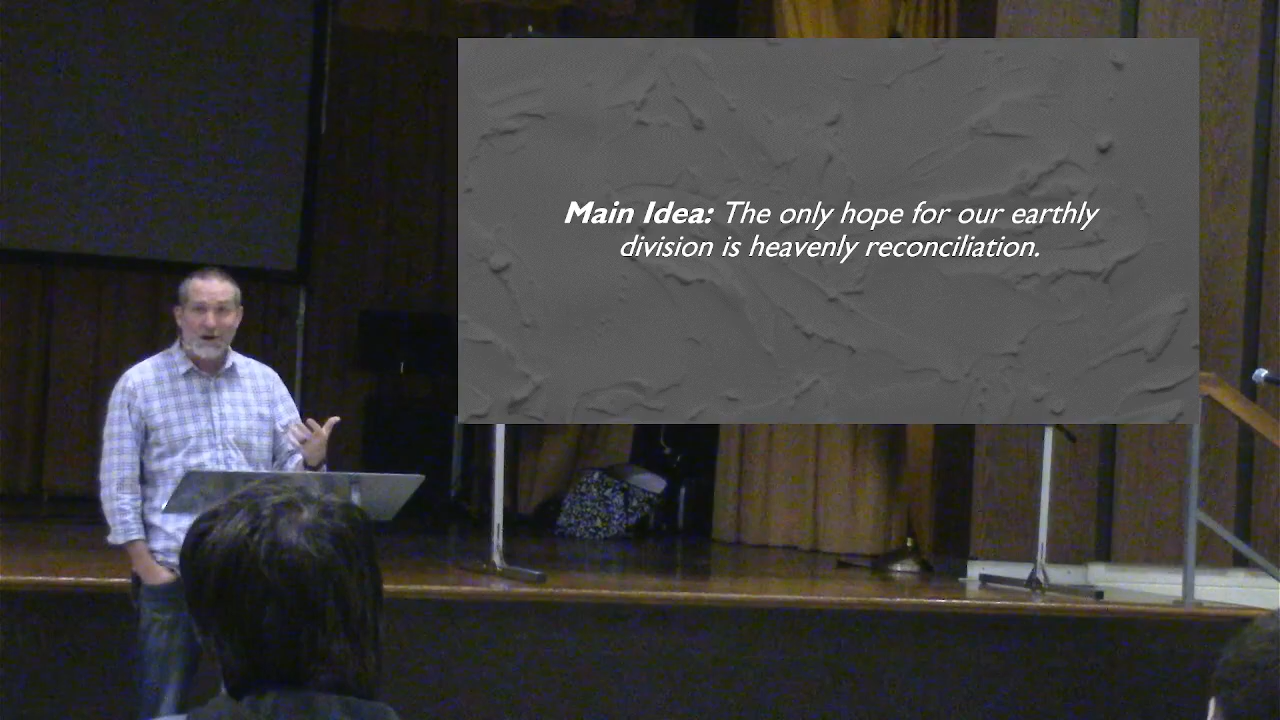 Main Idea: The only hope for our earthly
division is heavenly reconciliation.